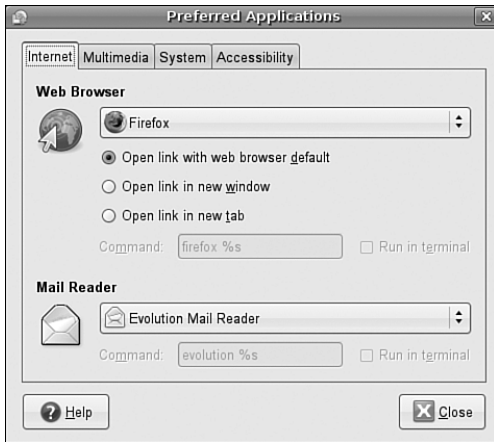 Preferred Applications
Internet Multimedia System Accessibility
Web Browser
Firefox
Open link with web browser default
Open link in new window
Open link in new tab
Command: firefox %s Run in terminal
Mail Reader
Evolution Mail Reader
Command: evolution %s Run in terminal
Help Close